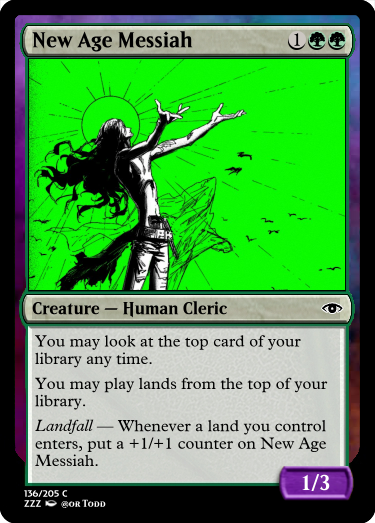 New Age Messiah 1
Creature — Human Cleric
You may look at the top card of your
library any time.
You may play lands from the top of your
library.
Landfall — Whenever a land you control
enters, put a +1/+1 counter on New Age
Messiah.
1/3
136/205 C
ZZZ @or Todd